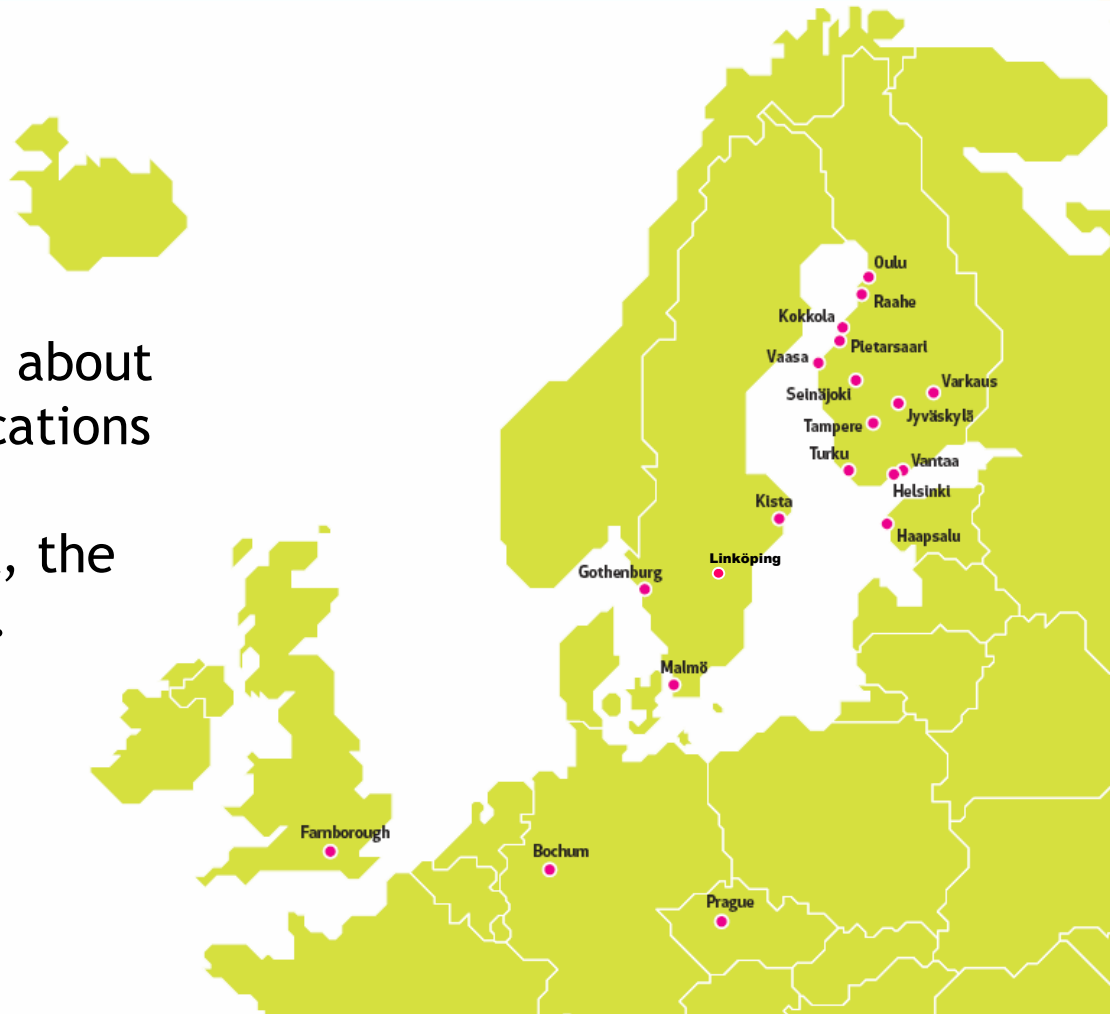 about
cations
, the
.
Oulu
Raahe
Kokkola
Pietarsaari
Vaasa
Varkaus
Seinäjoki
Jyväskylä
Tampere
Turku
Vantaa
Helsinki
Kista
Haapsalu
Linköping
Gothenburg
Malmö
Farnborough
Bochum
Prague